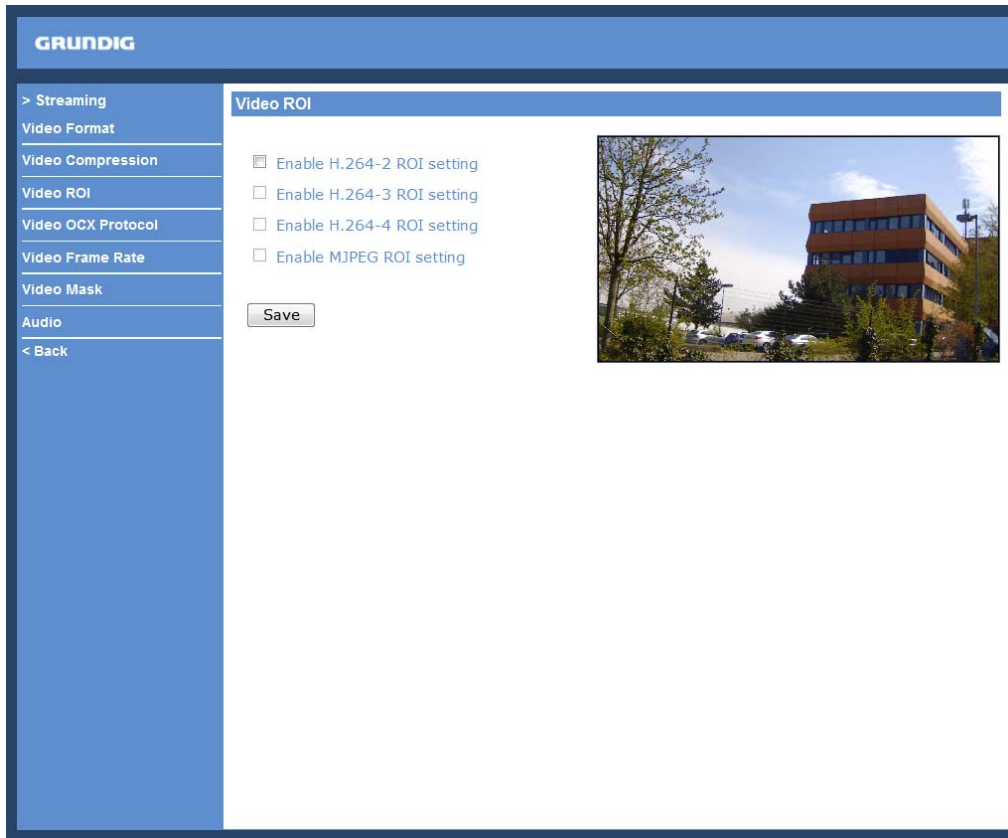 GRUNDIG
> Streaming
Video Format
Video Compression
Video ROI
Video OCX Protocol
Video Frame Rate
Video Mask
Audio
< Back
Video ROI
Enable H.264-2 ROI setting
Enable H.264-3 ROI setting
Enable H.264-4 ROI setting
Enable MJPEG ROI setting
Save